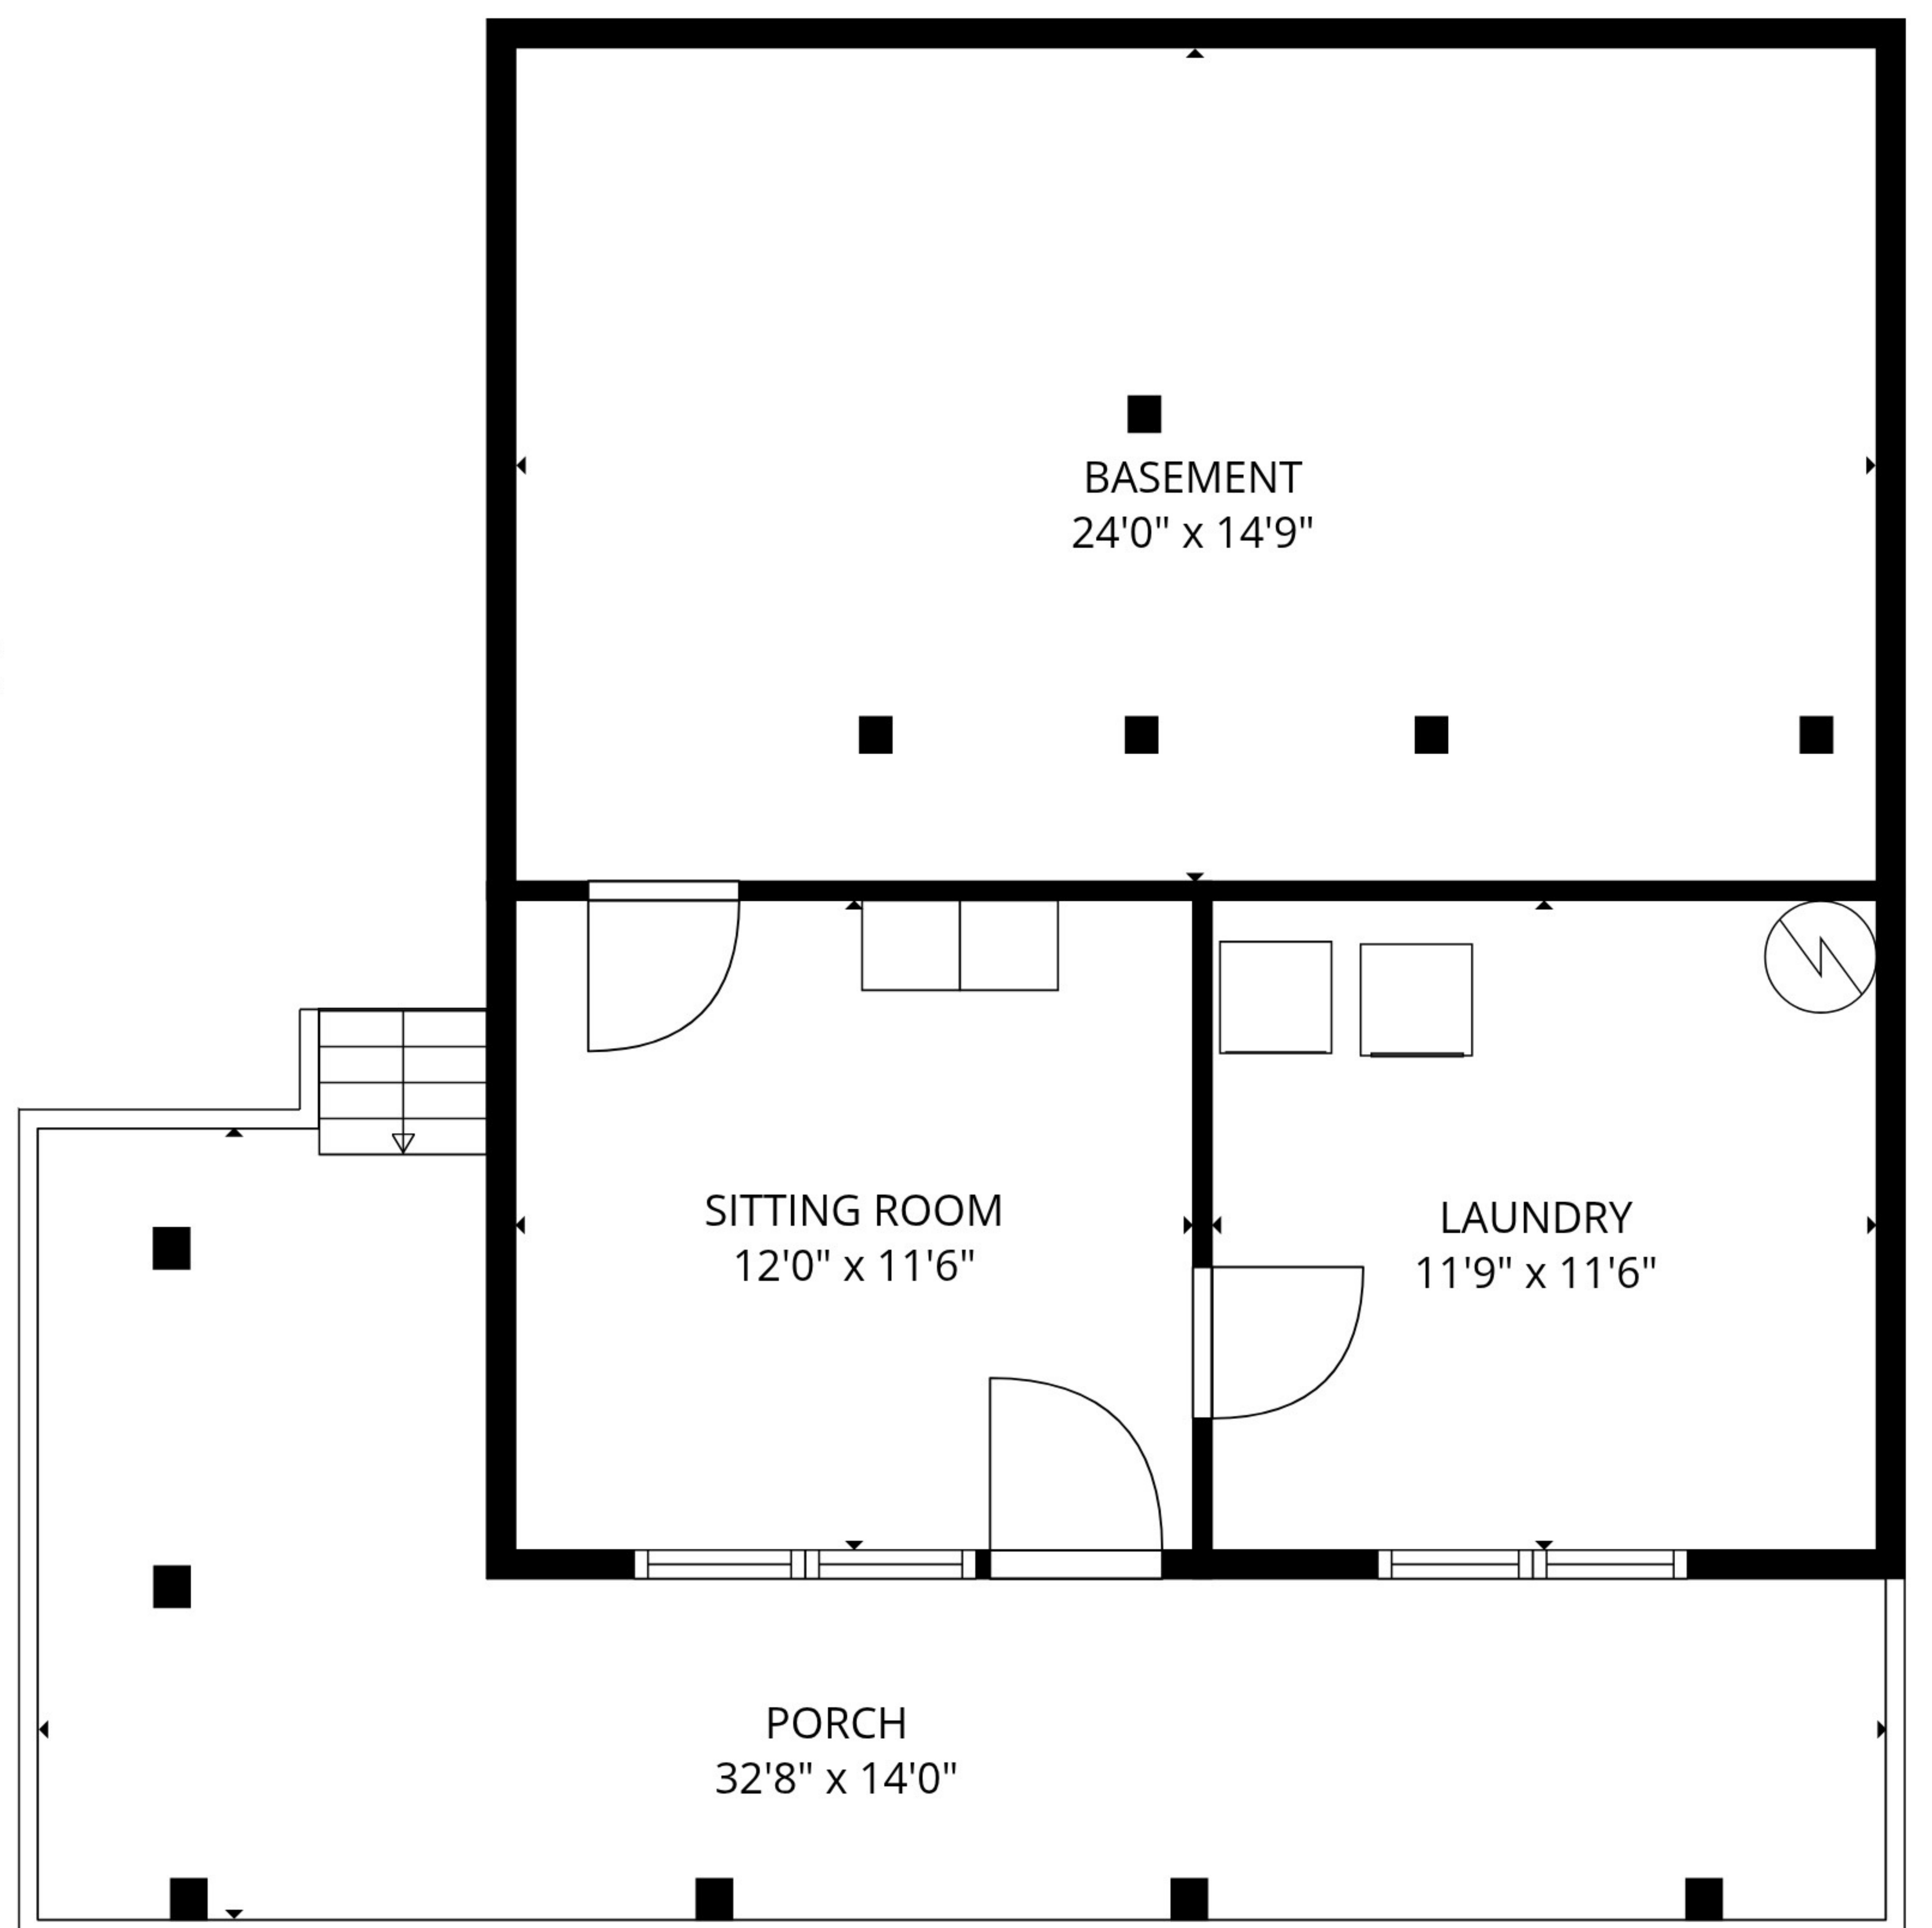 BASEMENT
24'0" x 14'9"
SITTING ROOM
12'0" x 11'6"
LAUNDRY
11'9" x 11'6"
PORCH
32'8" x 14'0"